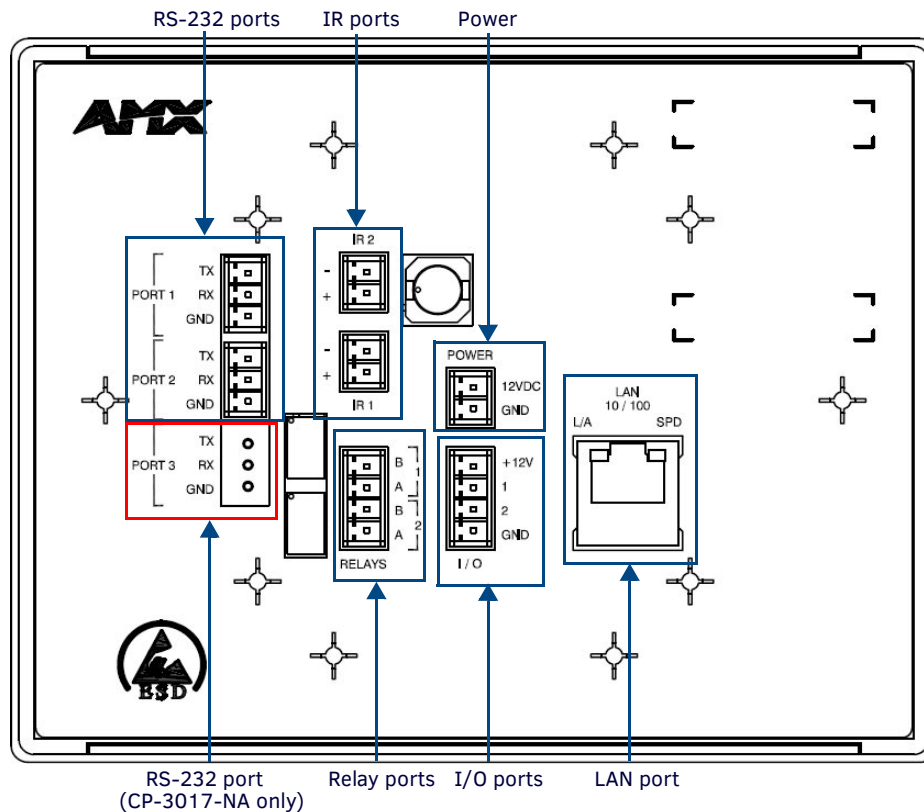 RS-232 ports
IR ports
Power
AMX
IR 2
-
+
-
+
IR 1
PORT 1
TX
RX
GND
PORT 2
TX
RX
GND
PORT 3
TX
RX
GND
POWER
12VDC
GND
LAN
10 / 100
L/A
SPD
B
A
1
B
A
2
RELAYS
+12V
1
2
GND
I / O
ESD
RS-232 port
(CP-3017-NA only)
Relay ports
I/O ports
LAN port